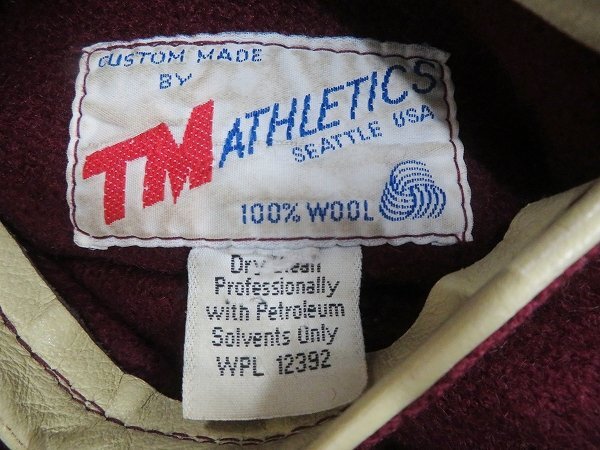 CUSTOM MADE
BY
TM ATHLETICS
SEATTLE USA
100% WOOL
Dry Clean
Professionally
with Petroleum
Solvents Only
WPL 12392